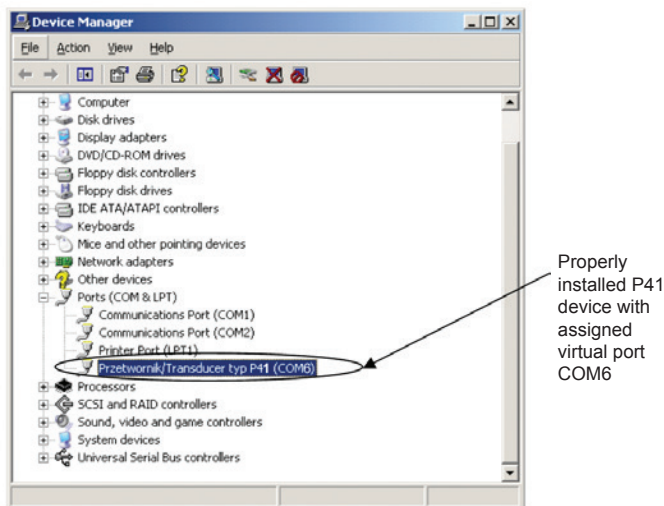 Device Manager
File Action View Help
Computer
Disk drives
Display adapters
DVD/CD-ROM drives
Floppy disk controllers
Floppy disk drives
IDE ATA/ATAPI controllers
Keyboards
Mice and other pointing devices
Network adapters
Other devices
Ports (COM & LPT)
Communications Port (COM1)
Communications Port (COM2)
Printer Port (LPT1)
Przetwornik/Transducer typ P41 (COM6)
Processors
SCSI and RAID controllers
Sound, video and game controllers
System devices
Universal Serial Bus controllers
Properly
installed P41
device with
assigned
virtual port
COM6